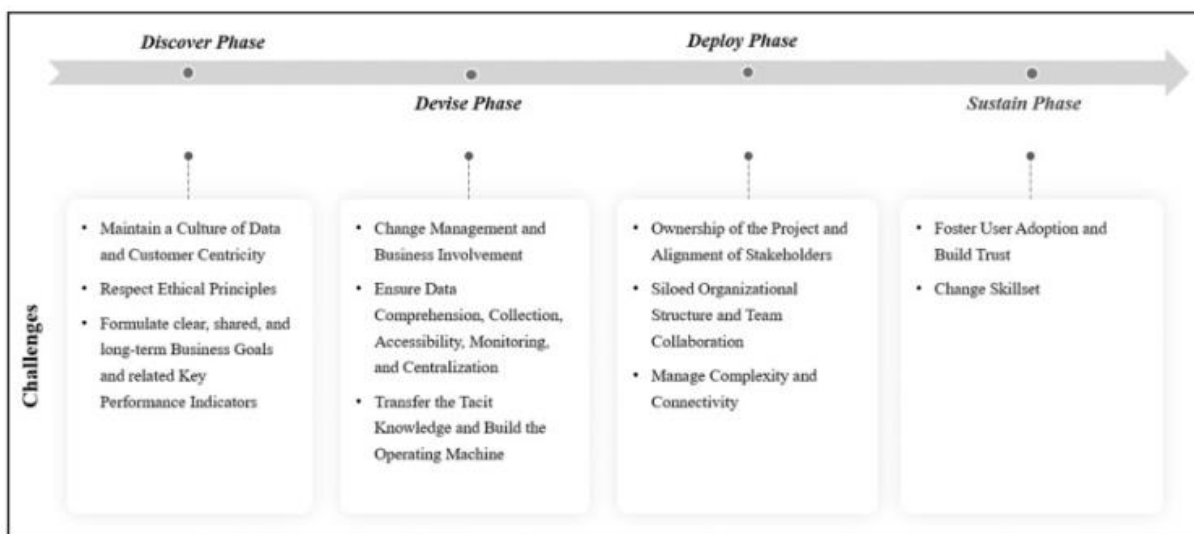 Discover Phase
Deploy Phase
Devise Phase
Sustain Phase
Challenges
• Maintain a Culture of Data
and Customer Centricity
• Respect Ethical Principles
• Formulate clear, shared, and
long-term Business Goals
and related Key
Performance Indicators
• Change Management and
Business Involvement
• Ensure Data
Comprehension, Collection,
Accessibility, Monitoring,
and Centralization
• Transfer the Tacit
Knowledge and Build the
Operating Machine
• Ownership of the Project and
Alignment of Stakeholders
• Siloed Organizational
Structure and Team
Collaboration
• Manage Complexity and
Connectivity
• Foster User Adoption and
Build Trust
• Change Skillset